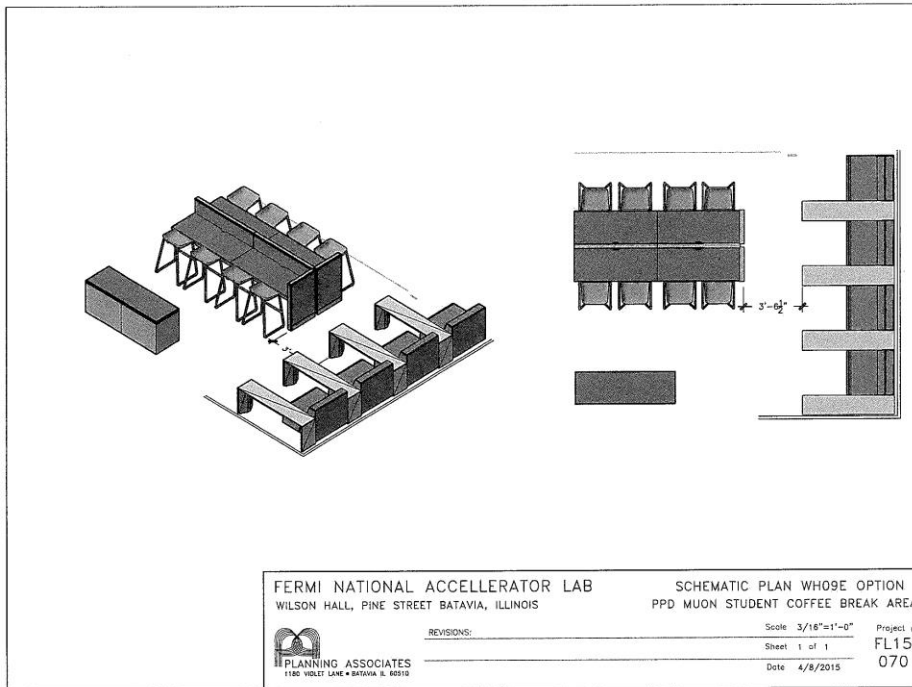 3'-
3'-6½"
FERMI NATIONAL ACCELLERATOR LAB
WILSON HALL, PINE STREET BATAVIA, ILLINOIS
SCHEMATIC PLAN WH09E OPTION
PPD MUON STUDENT COFFEE BREAK AREA
REVISIONS:
PLANNING ASSOCIATES
1180 VIOLET LANE • BATAVIA IL 60510
Scale 3/16"=1'-0"
Sheet 1 of 1
Date 4/8/2015
Project
FL15
070